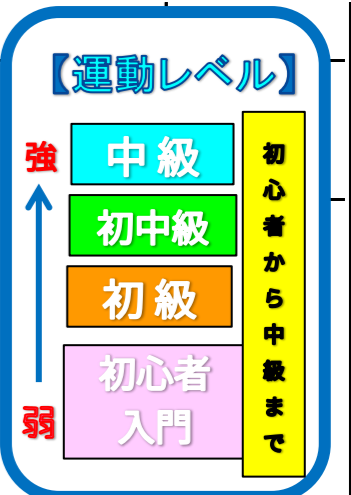 【運動レベル】
強
中級
初中級
初級
初心者
入門
弱
初心者から中級まで